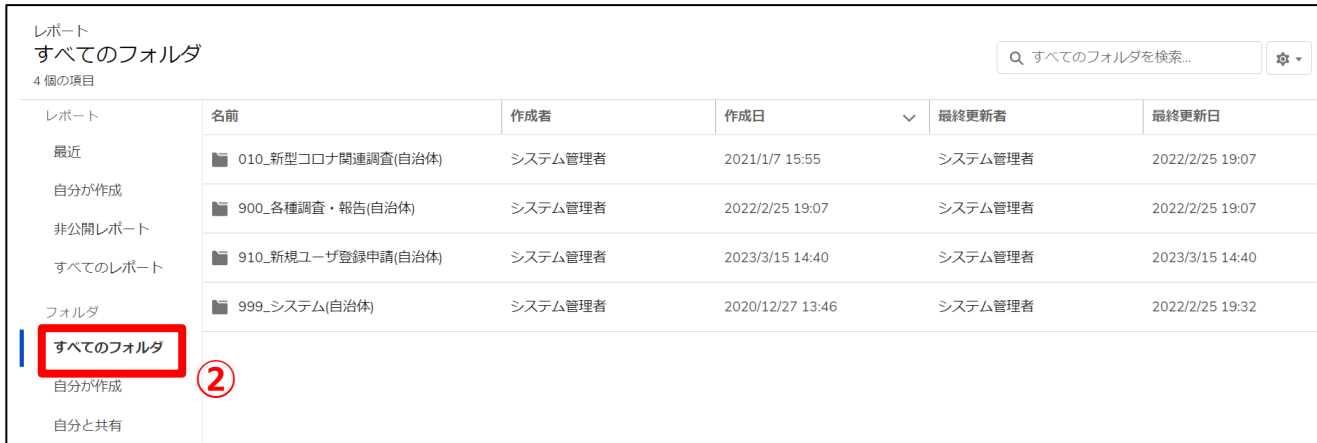 レポート
すべてのフォルダ
4 個の項目
すべてのフォルダを検索...
レポート
最近
自分が作成
非公開レポート
すべてのレポート
フォルダ
すべてのフォルダ
②
自分が作成
自分と共有
名前 作成者 作成日 最終更新者 最終更新日
010_新型コロナ関連調査(自治体) システム管理者 2021/1/7 15:55 システム管理者 2022/2/25 19:07
900_各種調査・報告(自治体) システム管理者 2022/2/25 19:07 システム管理者 2022/2/25 19:07
910_新規ユーザ登録申請(自治体) システム管理者 2023/3/15 14:40 システム管理者 2023/3/15 14:40
999_システム(自治体) システム管理者 2020/12/27 13:46 システム管理者 2022/2/25 19:32